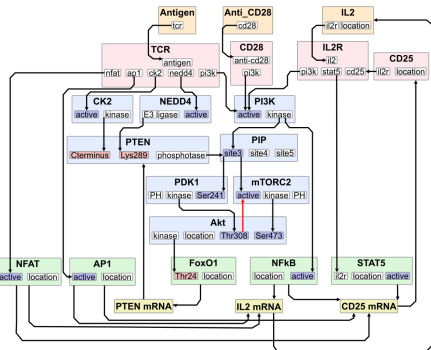 Antigen
tcr
Anti_CD28
cd28
IL2
il2r location
TCR
antigen
nfat ap1 ck2 nedd4 pi3k
CD28
anti-cd28
pi3k
IL2R
il2
pi3k stat5 cd25
CD25
il2r location
CK2
active kinase
NEDD4
E3 ligase active
PI3K
active kinase
PTEN
Cterminus Lys289 phosphotase
PIP
site3 site4 site5
PDK1
PH kinase Ser241
mTORC2
active kinase PH
Akt
kinase location Thr308 Ser473
NFAT
active location
AP1
active location
FoxO1
Thr24 location
NFkB
location active
STAT5
il2r location active
PTEN mRNA
IL2 mRNA
CD25 mRNA